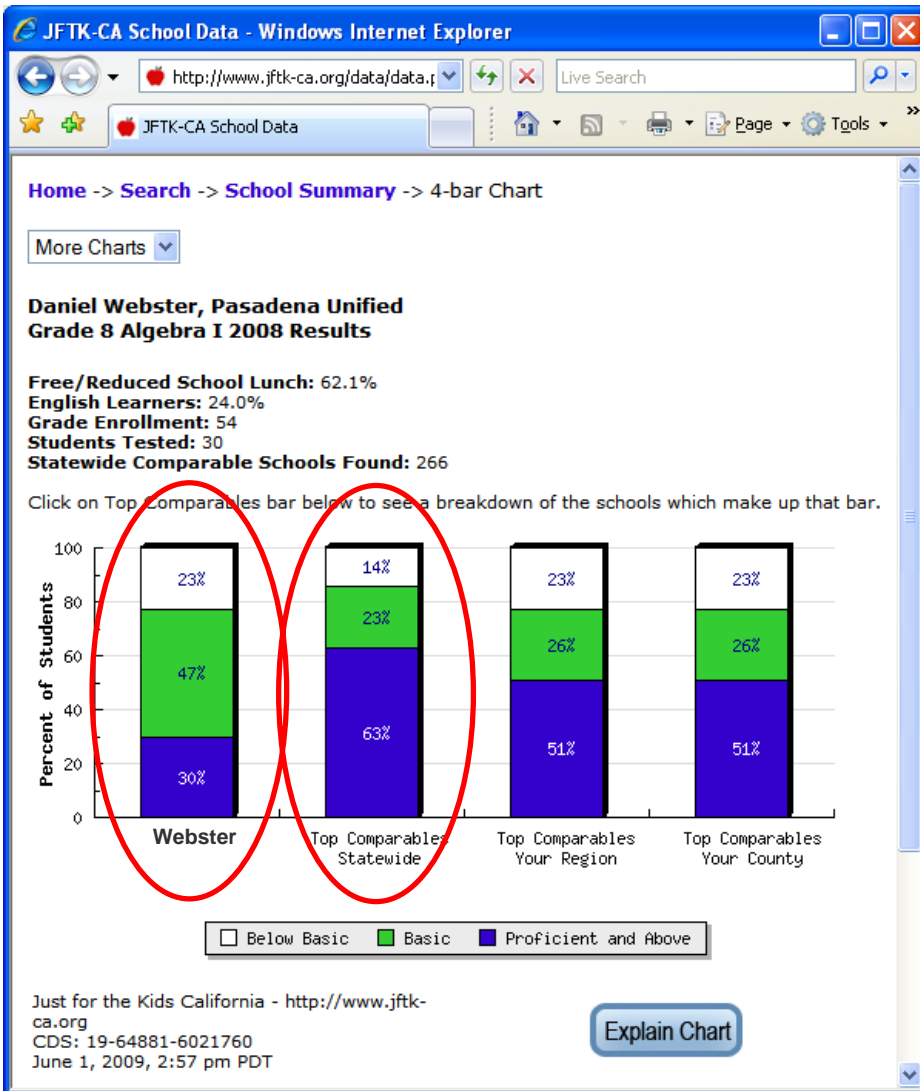 JFTK-CA School Data - Windows Internet Explorer
http://www.jftk-ca.org/data/data.p
Live Search
JFTK-CA School Data
Page
Tools
»
Home -> Search -> School Summary -> 4-bar Chart
More Charts
Daniel Webster, Pasadena Unified
Grade 8 Algebra I 2008 Results
Free/Reduced School Lunch: 62.1%
English Learners: 24.0%
Grade Enrollment: 54
Students Tested: 30
Statewide Comparable Schools Found: 266
Click on Top Comparables bar below to see a breakdown of the schools which make up that bar.
Percent of Students
100
80
60
40
20
0
23%
47%
30%
14%
23%
63%
23%
26%
51%
23%
26%
51%
Webster
Top Comparables
Statewide
Top Comparables
Your Region
Top Comparables
Your County
Below Basic Basic Proficient and Above
Just for the Kids California - http://www.jftk-
ca.org
CDS: 19-64881-6021760
June 1, 2009, 2:57 pm PDT
Explain Chart